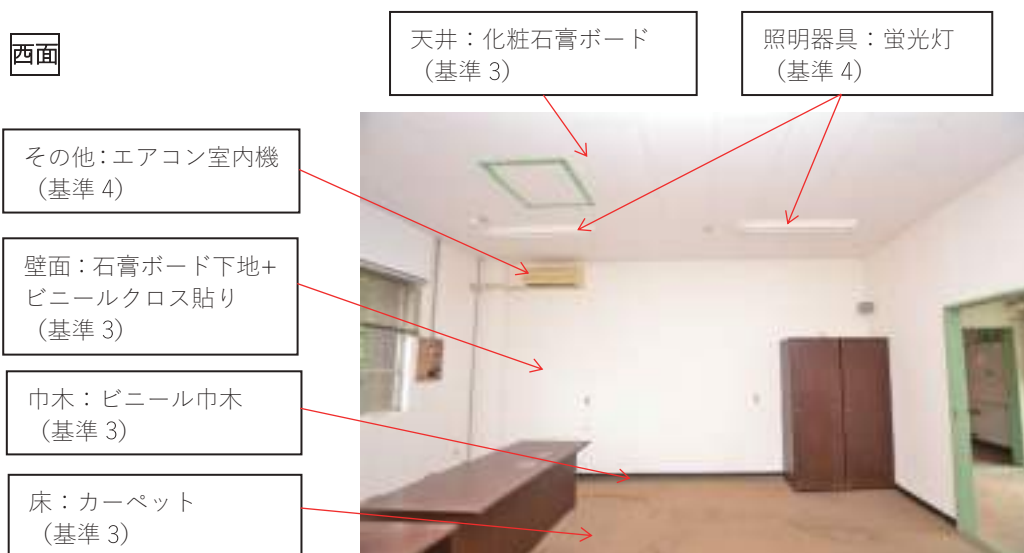 西面
天井：化粧石膏ボード
（基準 3）
照明器具：蛍光灯
（基準 4）
その他：エアコン室内機
（基準 4）
壁面：石膏ボード下地+
ビニールクロス貼り
（基準 3）
巾木：ビニール巾木
（基準 3）
床：カーペット
（基準 3）